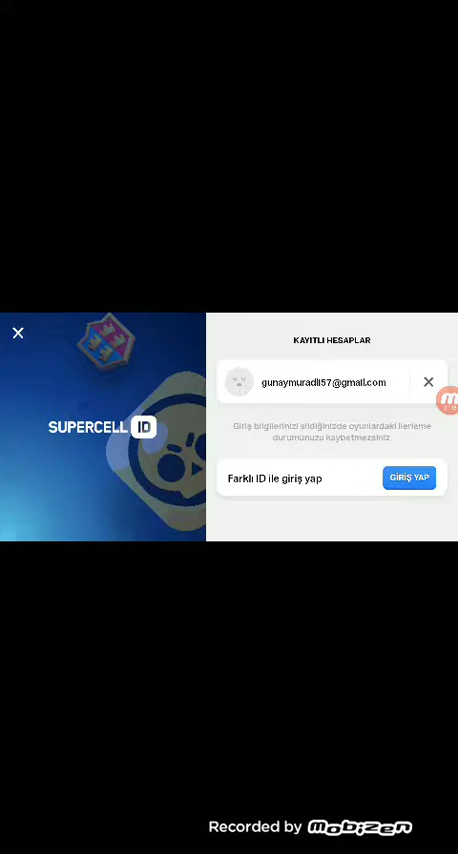 KAYITLI HESAPLAR
gunaymuradli57@gmail.com
SUPERCELL ID
Giriş bilgilerinizi sildiğinizde oyunlardaki ilerleme
durumunuzu kaybetmezsiniz.
Farklı ID ile giriş yap
GİRİŞ YAP
Recorded by mobizen